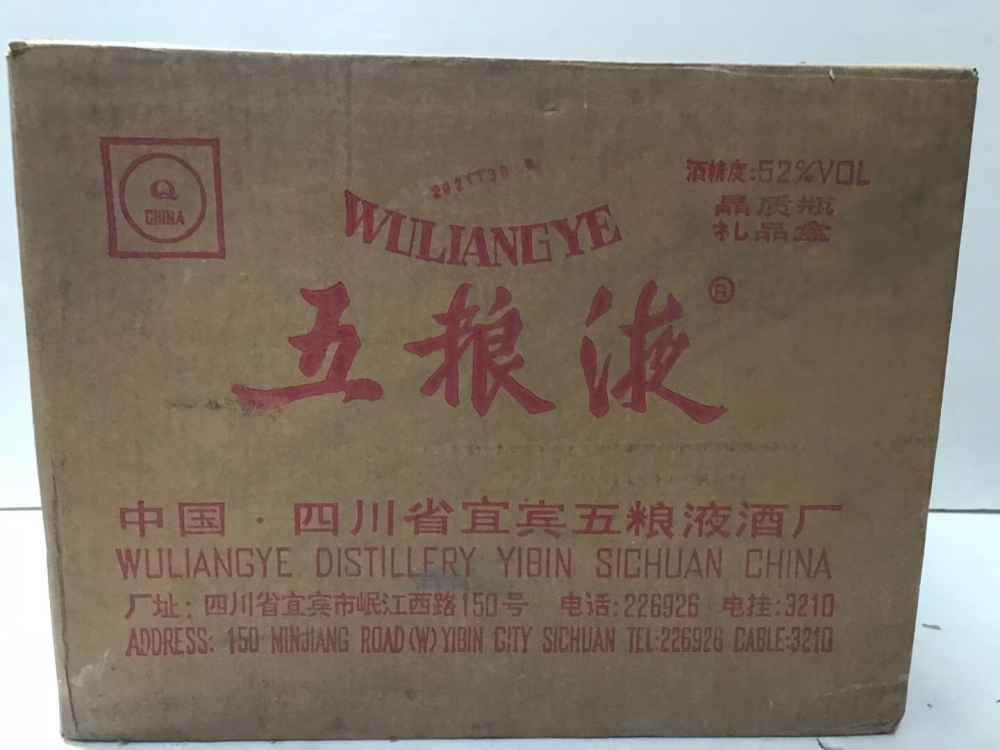 Q
CHINA
酒精度:52%VOL
晶质瓶
礼品盒
WULIANGYE
五粮液®
中国·四川省宜宾五粮液酒厂
WULIANGYE DISTILLERY YIBIN SICHUAN CHINA
厂址:四川省宜宾市岷江西路150号 电话:226926 电挂:3210
ADDRESS: 150 MINJIANG ROAD(W) YIBIN CITY SICHUAN TEL:226926 CABLE:3210